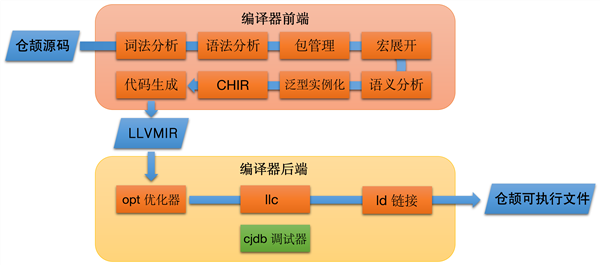 编译器前端
仓颉源码
词法分析
语法分析
包管理
宏展开
语义分析
泛型实例化
CHIR
代码生成
LLVMIR
编译器后端
opt 优化器
llc
ld 链接
仓颉可执行文件
cjdb 调试器